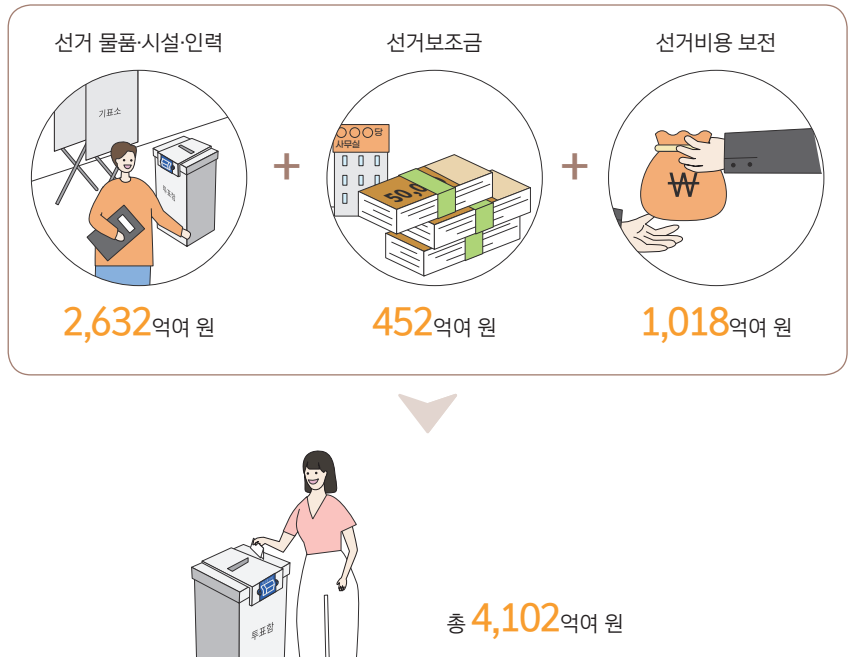 선거 물품·시설·인력
선거보조금
선거비용 보전
기표소
투표함
○○○당
사무실
50,0
₩
+
+
2,632억여 원
452억여 원
1,018억여 원
투표함
총 4,102억여 원